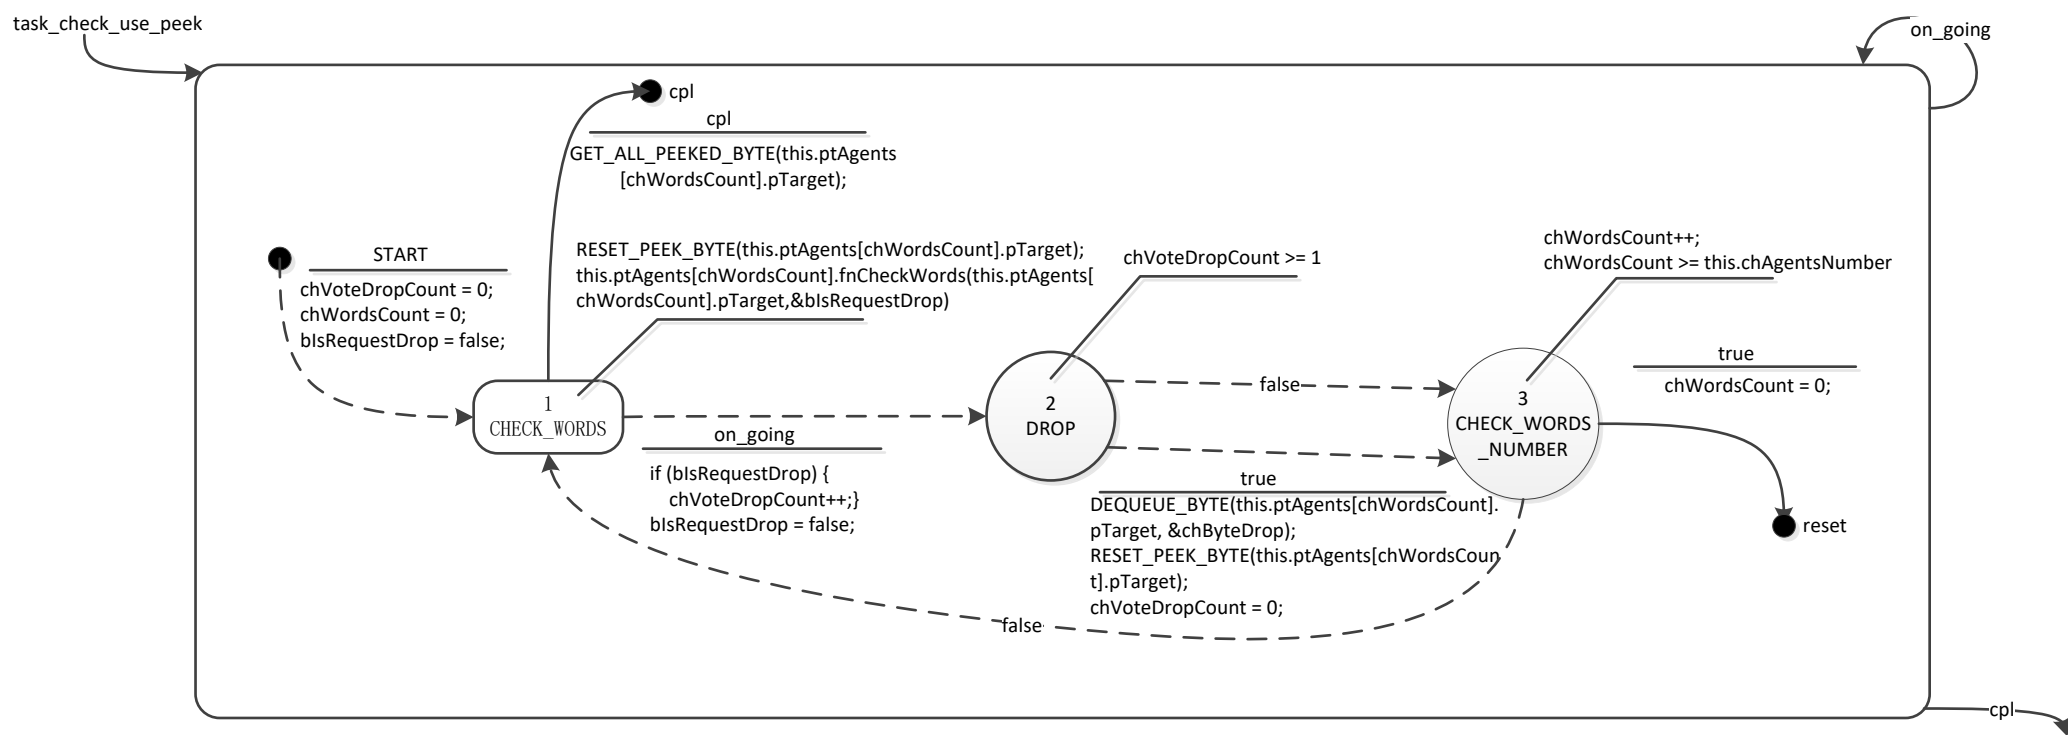 task_check_use_peek
on_going
cpl
cpl
GET_ALL_PEEKED_BYTE(this.ptAgents
[chWordsCount].pTarget);
START
chVoteDropCount = 0;
chWordsCount = 0;
bIsRequestDrop = false;
RESET_PEEK_BYTE(this.ptAgents[chWordsCount].pTarget);
this.ptAgents[chWordsCount].fnCheckWords(this.ptAgents[
chWordsCount].pTarget,&bIsRequestDrop)
chVoteDropCount >= 1
chWordsCount++;
chWordsCount >= this.chAgentsNumber
1
CHECK_WORDS
on_going
if (bIsRequestDrop) {
chVoteDropCount++;}
bIsRequestDrop = false;
2
DROP
false
true
DEQUEUE_BYTE(this.ptAgents[chWordsCount].
pTarget, &chByteDrop);
RESET_PEEK_BYTE(this.ptAgents[chWordsCoun
t].pTarget);
chVoteDropCount = 0;
3
CHECK_WORDS
_NUMBER
true
chWordsCount = 0;
reset
false
cpl